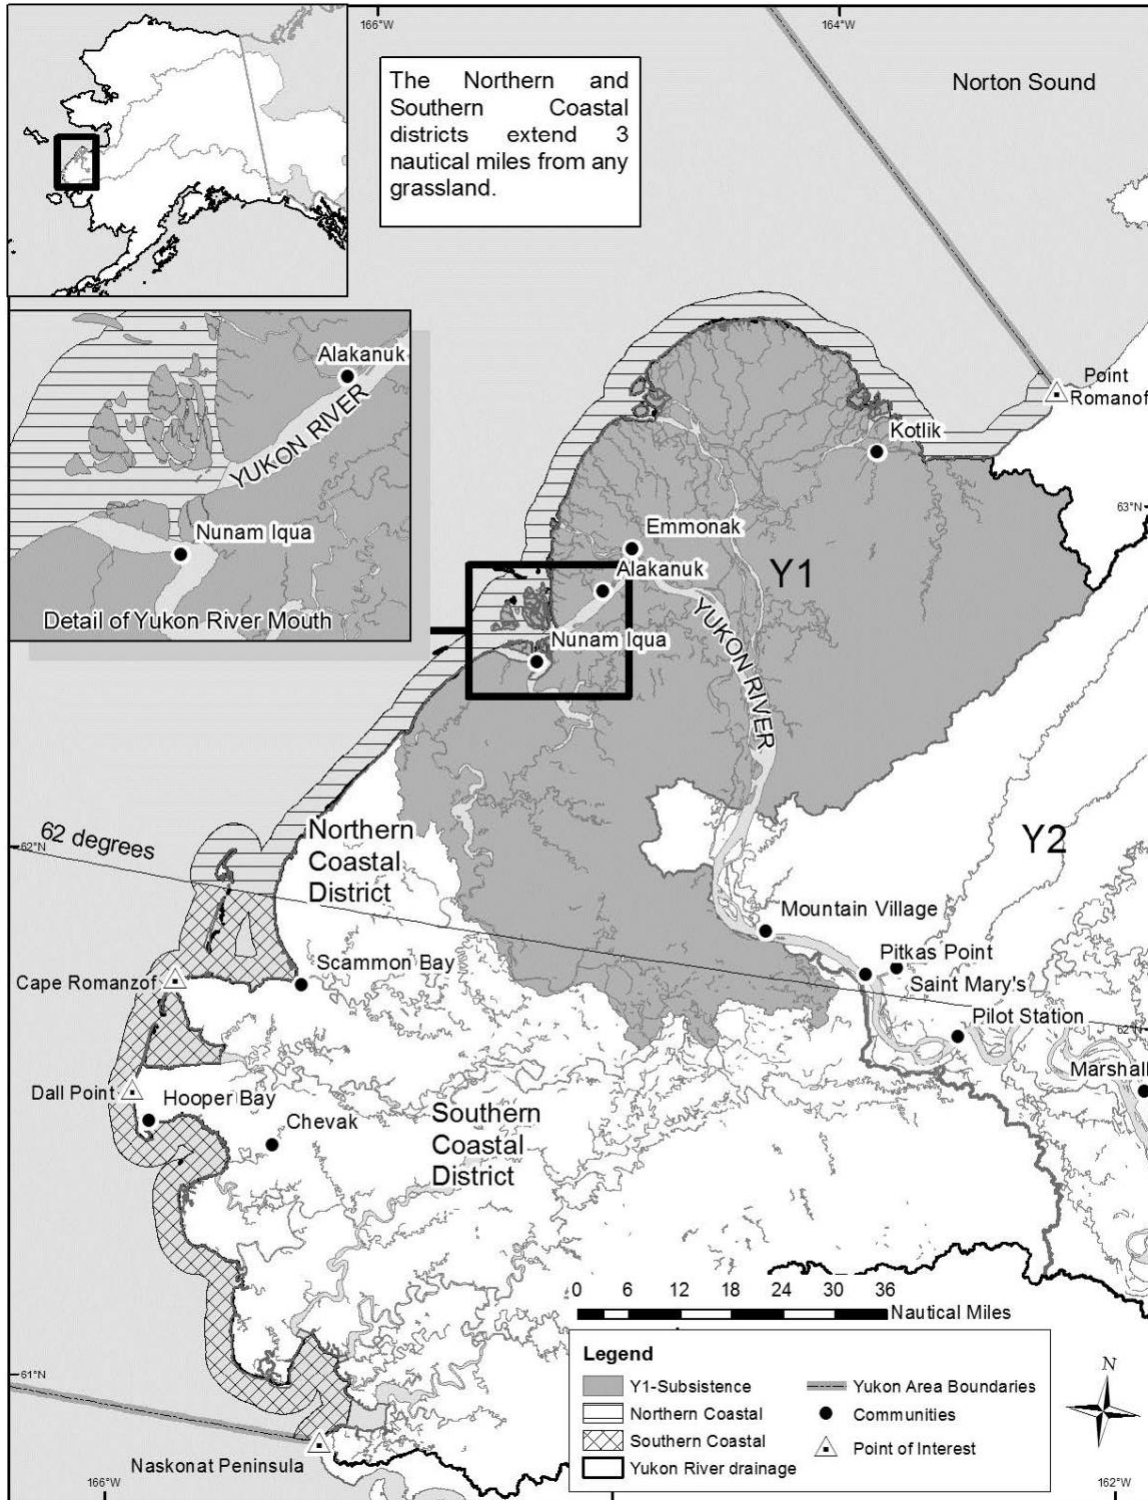 166°W
164°W
The Northern and
Southern Coastal
districts extend 3
nautical miles from any
grassland.
Norton Sound
Alakanuk
YUKON RIVER
Nunam Iqua
Detail of Yukon River Mouth
Point
Romanof
Kotlik
63°N
Emmonak
Alakanuk
Y1
Nunam Iqua
YUKON RIVER
62 degrees
62°N
Northern
Coastal
District
Y2
Mountain Village
Cape Romanzof
Scammon Bay
Pitkas Point
Saint Mary's
Pilot Station
62°N
Marshall
Dall Point
Hooper Bay
Chevak
Southern
Coastal
District
0 6 12 18 24 30 36
Nautical Miles
61°N
Legend
Y1-Subsistence
Northern Coastal
Southern Coastal
Yukon River drainage
Yukon Area Boundaries
Communities
Point of Interest
N
Naskonat Peninsula
166°W
162°W